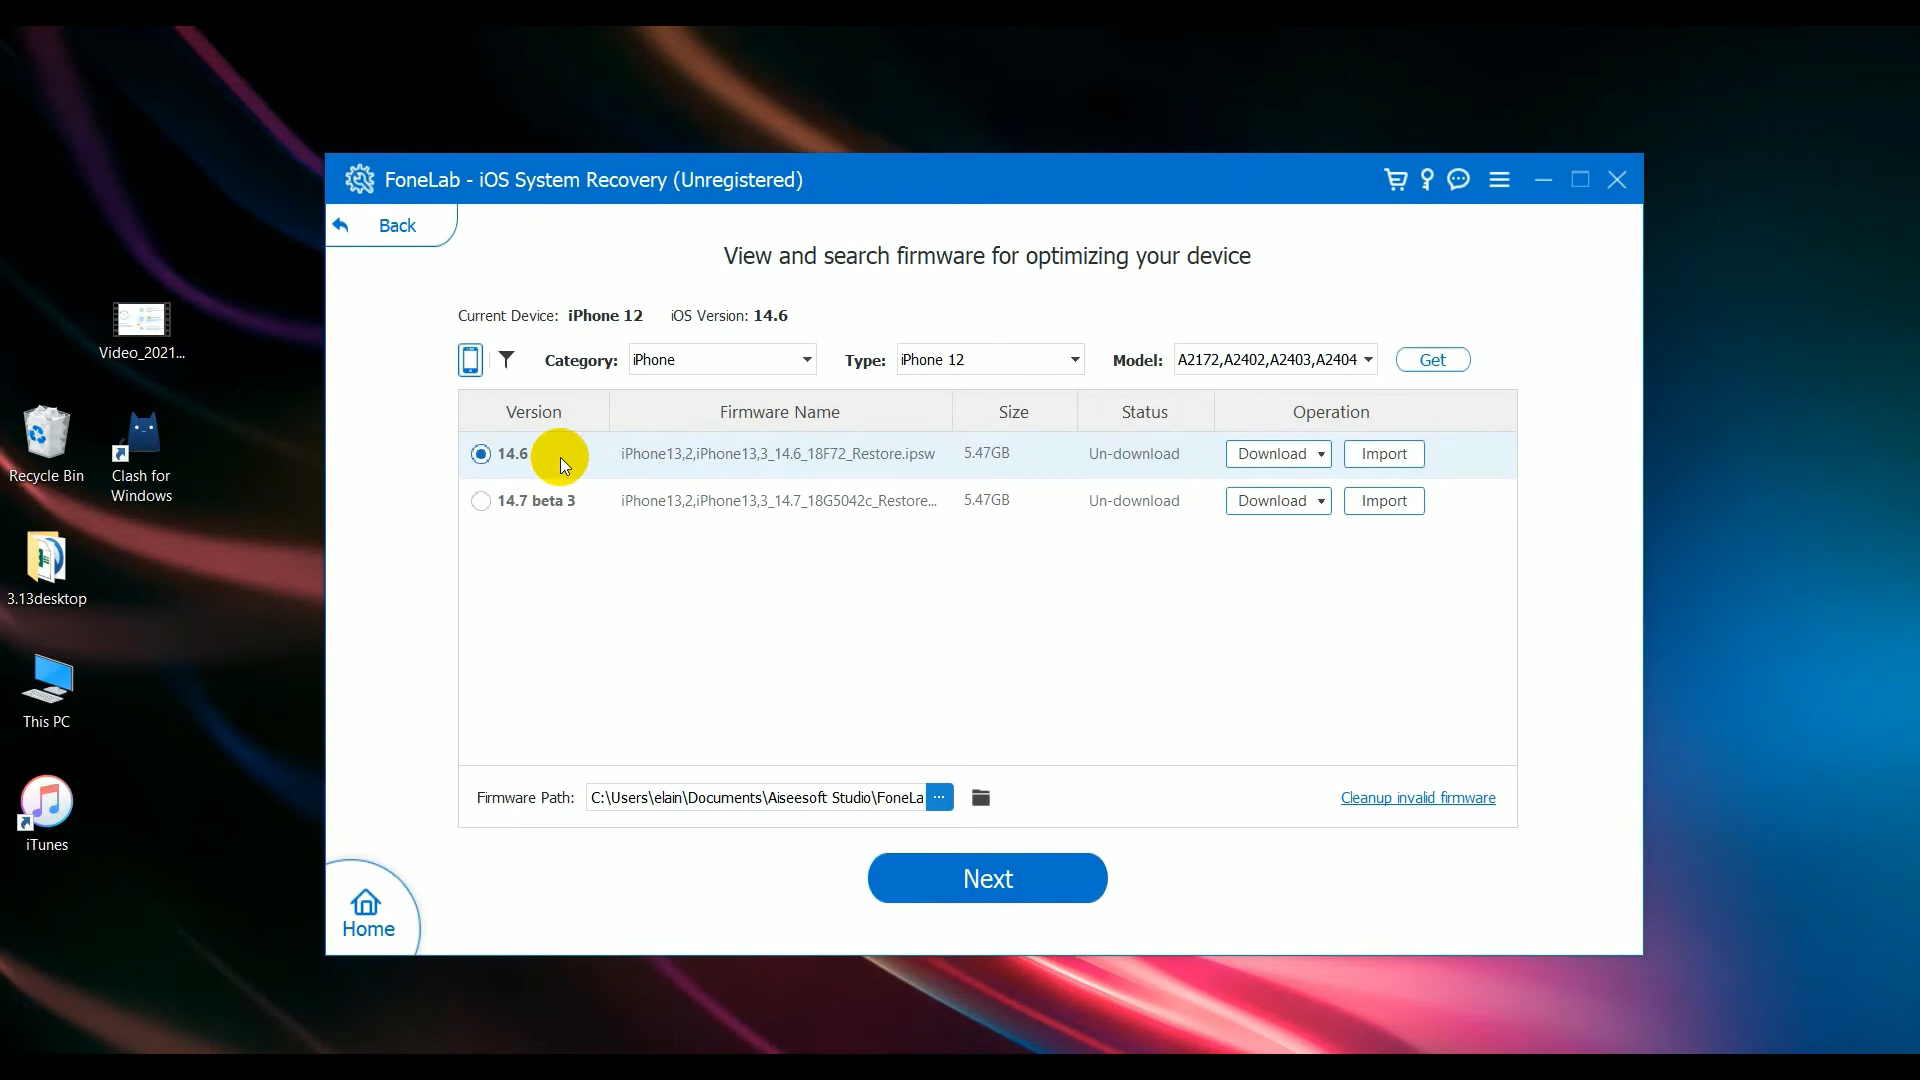 FoneLab - iOS System Recovery (Unregistered)
Back
View and search firmware for optimizing your device
Current Device: iPhone 12 iOS Version: 14.6
Category: iPhone Type: iPhone 12 Model: A2172,A2402,A2403,A2404 Get
Version Firmware Name Size Status Operation
14.6 iPhone13,2,iPhone13,3_14.6_18F72_Restore.ipsw 5.47GB Un-download Download Import
14.7 beta 3 iPhone13,2,iPhone13,3_14.7_18G5042c_Restore... 5.47GB Un-download Download Import
Firmware Path: C:\Users\elain\Documents\Aiseesoft Studio\FoneLa ... Cleanup invalid firmware
Next
Home
Video_2021...
Recycle Bin
Clash for
Windows
3.13desktop
This PC
iTunes